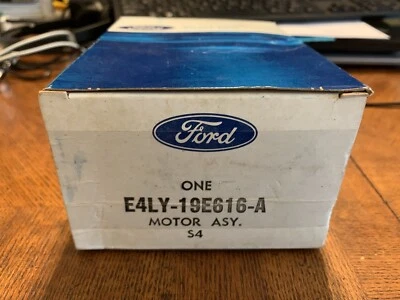 Ford
ONE
E4LY-19E616-A
MOTOR ASY.
S4